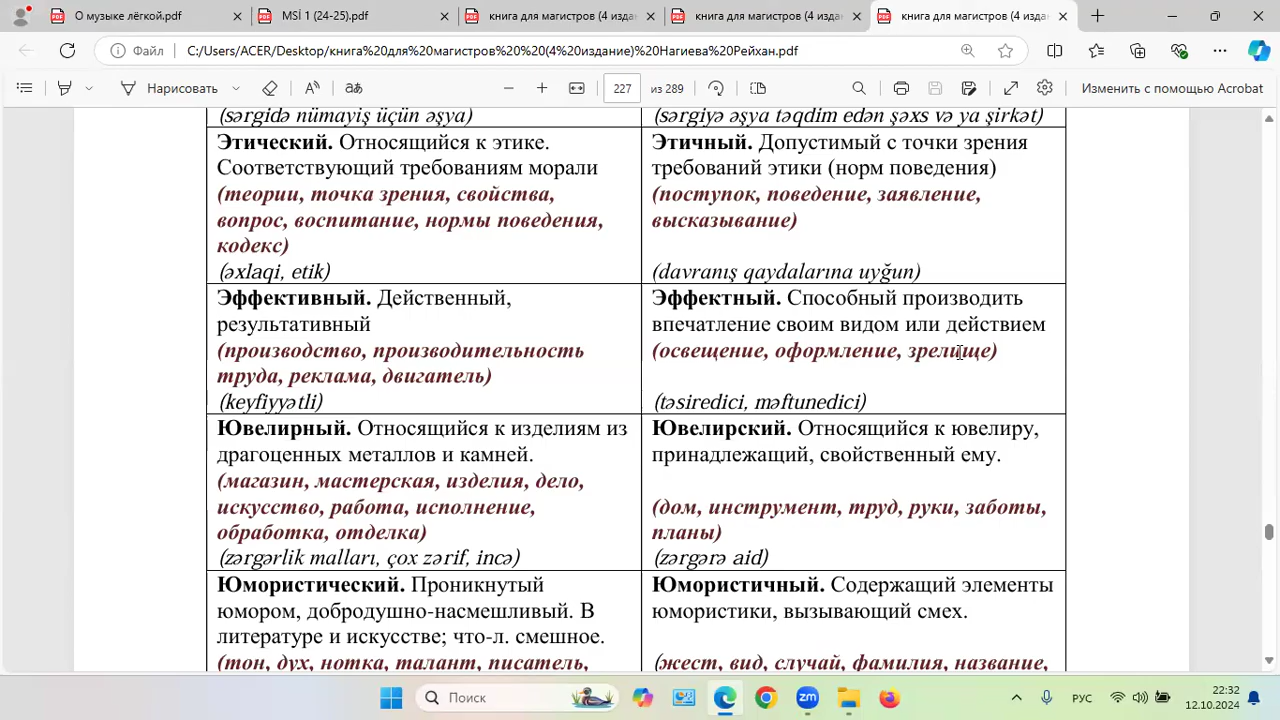 О музыке лёгкой.pdf
MSİ 1 (24-25).pdf
книга для магистров (4 издан
книга для магистров (4 издан
книга для магистров (4 издан
Файл
C:/Users/ACER/Desktop/книга%20для%20магистров%20%20(4%20издание)%20Нагиева%20Рейхан.pdf
Нарисовать
227 из 289
Изменить с помощью Acrobat
(sərgidə nümayiş üçün əşya)
(sərgiyə əşya təqdim edən şəxs və ya şirkət)
Этический. Относящийся к этике.
Соответствующий требованиям морали
(теории, точка зрения, свойства,
вопрос, воспитание, нормы поведения,
кодекс)
(əxlaqi, etik)
Этичный. Допустимый с точки зрения
требований этики (норм поведения)
(поступок, поведение, заявление,
высказывание)
(davranış qaydalarına uyğun)
Эффективный. Действенный,
результативный
(производство, производительность
труда, реклама, двигатель)
(keyfiyyətli)
Эффектный. Способный производить
впечатление своим видом или действием
(освещение, оформление, зрелище)
(təsiredici, məftunedici)
Ювелирный. Относящийся к изделиям из
драгоценных металлов и камней.
(магазин, мастерская, изделия, дело,
искусство, работа, исполнение,
обработка, отделка)
(zərgərlik malları, çox zərif, incə)
Ювелирский. Относящийся к ювелиру,
принадлежащий, свойственный ему.
(дом, инструмент, труд, руки, заботы,
планы)
(zərgərə aid)
Юмористический. Проникнутый
юмором, добродушно-насмешливый. В
литературе и искусстве; что-л. смешное.
(тон, дух, нотка, талант, писатель,
Юмористичный. Содержащий элементы
юмористики, вызывающий смех.
(жест, вид, случай, фамилия, название,
Поиск
РУС
22:32
12.10.2024